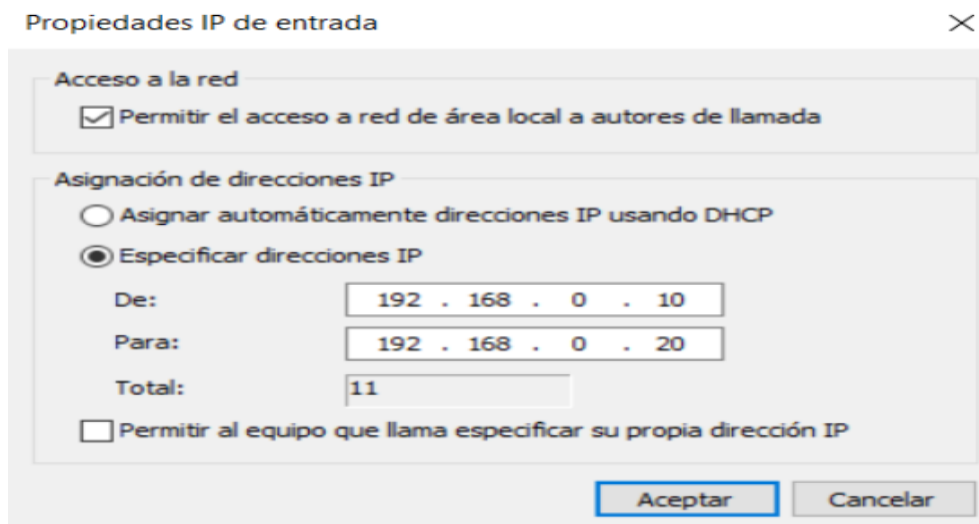 Propiedades IP de entrada
Acceso a la red
Permitir el acceso a red de área local a autores de llamada
Asignación de direcciones IP
Asignar automáticamente direcciones IP usando DHCP
Especificar direcciones IP
De: 192 . 168 . 0 . 10
Para: 192 . 168 . 0 . 20
Total: 11
Permitir al equipo que llama especificar su propia dirección IP
Aceptar Cancelar